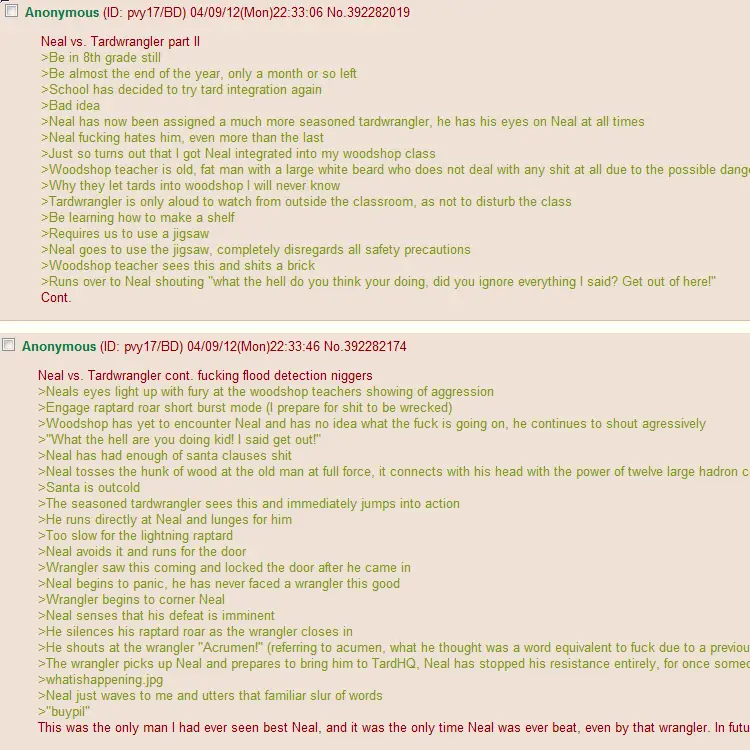 Anonymous (ID: pvy17/BD) 04/09/12(Mon)22:33:06 No.392282019
Neal vs. Tardwrangler part II
>Be in 8th grade still
>Be almost the end of the year, only a month or so left
>School has decided to try tard integration again
>Bad idea
>Neal has now been assigned a much more seasoned tardwrangler, he has his eyes on Neal at all times
>Neal fucking hates him, even more than the last
>Just so turns out that I got Neal integrated into my woodshop class
>Woodshop teacher is old, fat man with a large white beard who does not deal with any shit at all due to the possible dang
>Why they let tards into woodshop I will never know
>Tardwrangler is only aloud to watch from outside the classroom, as not to disturb the class
>Be learning how to make a shelf
>Requires us to use a jigsaw
>Neal goes to use the jigsaw, completely disregards all safety precautions
>Woodshop teacher sees this and shits a brick
>Runs over to Neal shouting "what the hell do you think your doing, did you ignore everything I said? Get out of here!"
Cont.
Anonymous (ID: pvy17/BD) 04/09/12(Mon)22:33:46 No.392282174
Neal vs. Tardwrangler cont. fucking flood detection niggers
>Neals eyes light up with fury at the woodshop teachers showing of aggression
>Engage raptard roar short burst mode (I prepare for shit to be wrecked)
>Woodshop has yet to encounter Neal and has no idea what the fuck is going on, he continues to shout agressively
>"What the hell are you doing kid! I said get out!"
>Neal has had enough of santa clauses shit
>Neal tosses the hunk of wood at the old man at full force, it connects with his head with the power of twelve large hadron c
>Santa is outcold
>The seasoned tardwrangler sees this and immediately jumps into action
>He runs directly at Neal and lunges for him
>Too slow for the lightning raptard
>Neal avoids it and runs for the door
>Wrangler saw this coming and locked the door after he came in
>Neal begins to panic, he has never faced a wrangler this good
>Wrangler begins to corner Neal
>Neal senses that his defeat is imminent
>He silences his raptard roar as the wrangler closes in
>He shouts at the wrangler "Acrumen!" (referring to acumen, what he thought was a word equivalent to fuck due to a previou
>The wrangler picks up Neal and prepares to bring him to TardHQ, Neal has stopped his resistance entirely, for once some
>whatishappening.jpg
>Neal just waves to me and utters that familiar slur of words
>"buypil"
This was the only man I had ever seen best Neal, and it was the only time Neal was ever beat, even by that wrangler. In futu